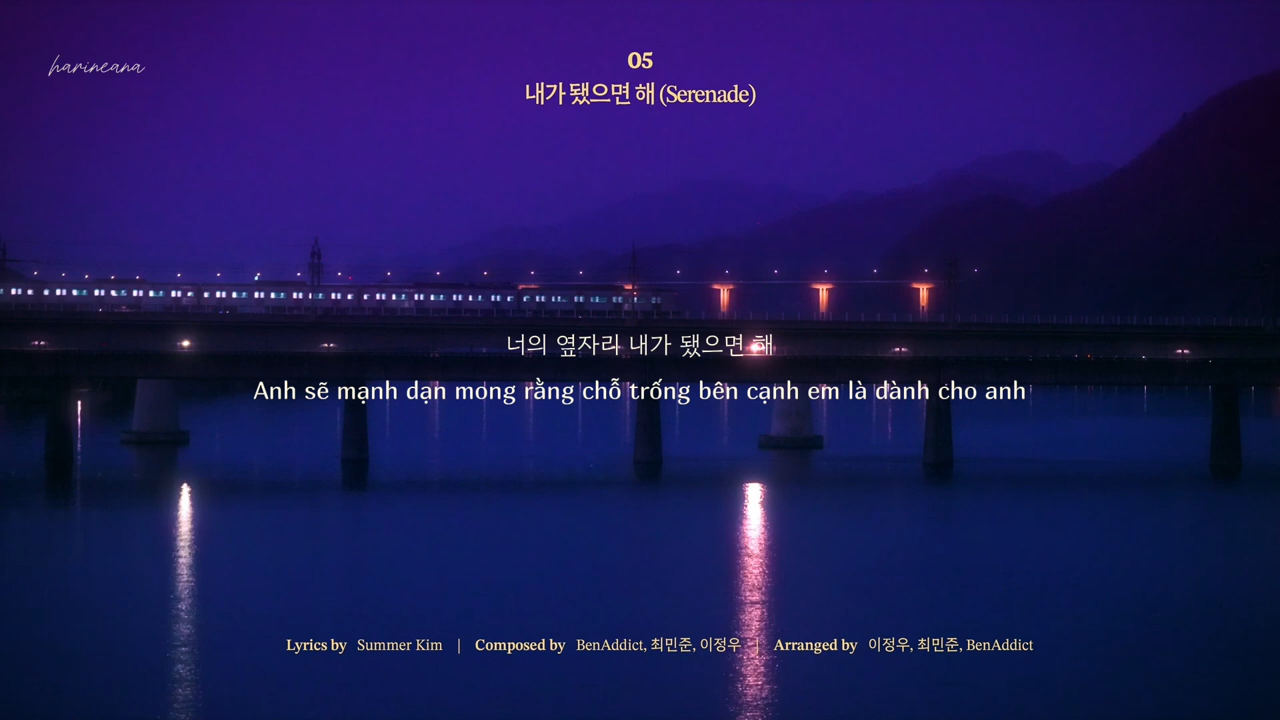 harineana
05
내가 됐으면 해 (Serenade)
너의 옆자리 내가 됐으면 해
Anh sẽ mạnh dạn mong rằng chỗ trống bên cạnh em là dành cho anh
Lyrics by Summer Kim | Composed by BenAddict, 최민준, 이정우 | Arranged by 이정우, 최민준, BenAddict